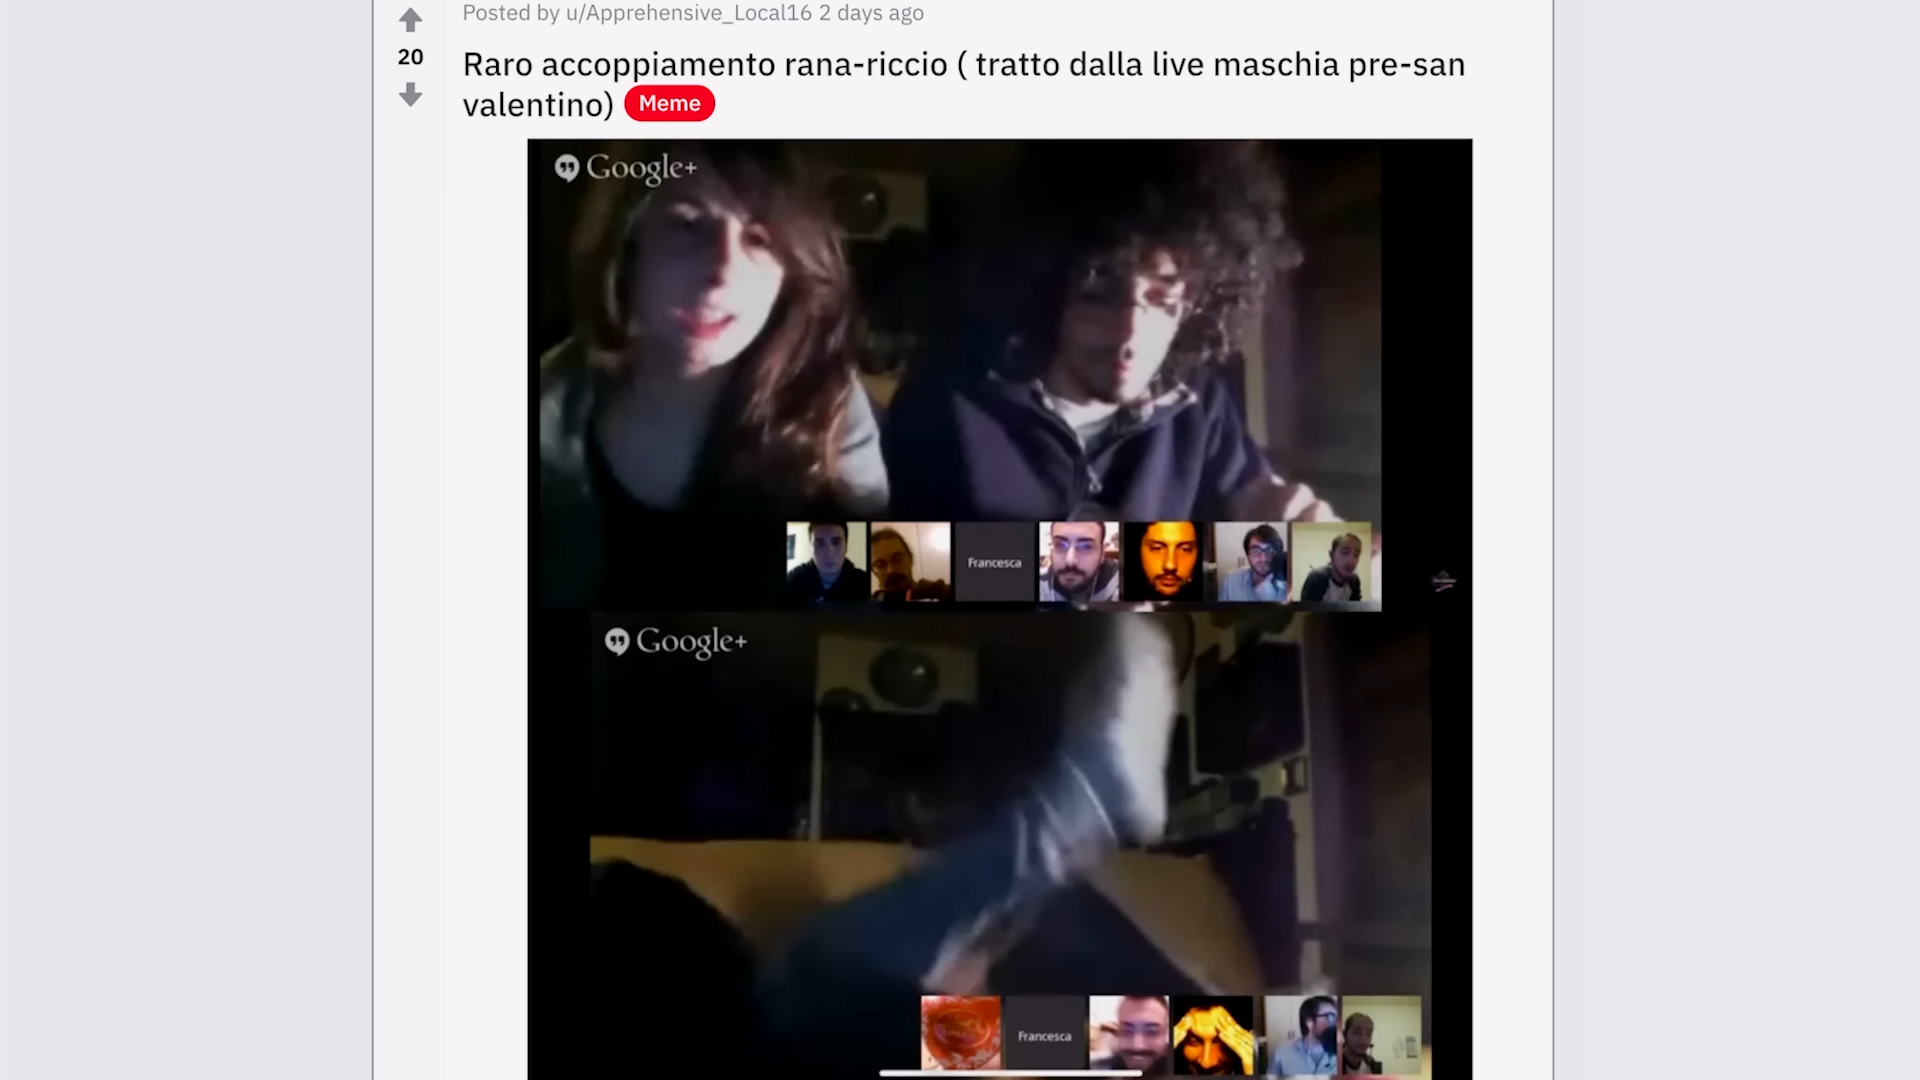 Posted by u/Apprehensive_Local16 2 days ago
20
Raro accoppiamento rana-riccio ( tratto dalla live maschia pre-san
valentino) Meme
Google+
Francesca
Google+
Francesca